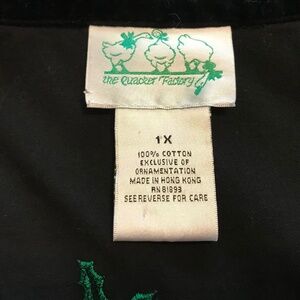 the Quacker Factory
1X
100% COTTON
EXCLUSIVE OF
ORNAMENTATION
MADE IN HONG KONG
RN 81893
SEE REVERSE FOR CARE